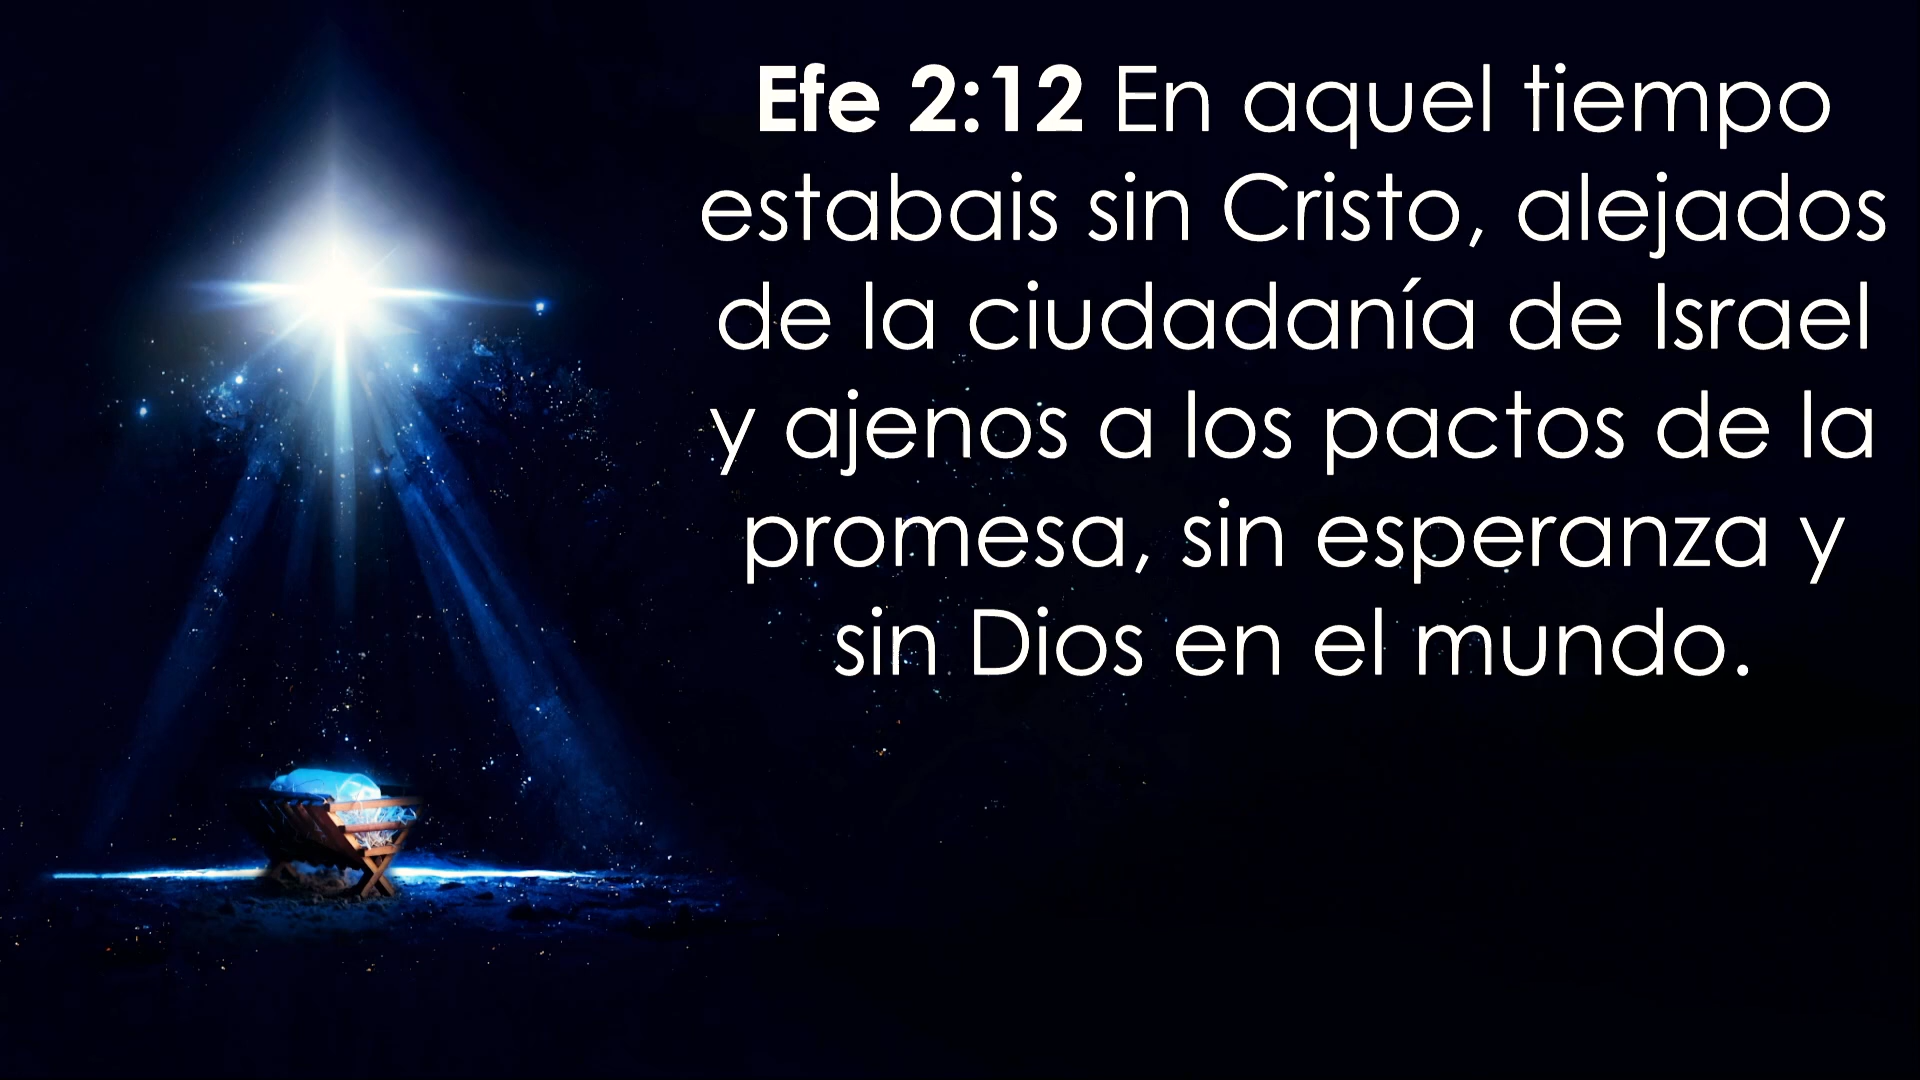 Efe 2:12 En aquel tiempo
estabais sin Cristo, alejados
de la ciudadanía de Israel
y ajenos a los pactos de la
promesa, sin esperanza y
sin Dios en el mundo.